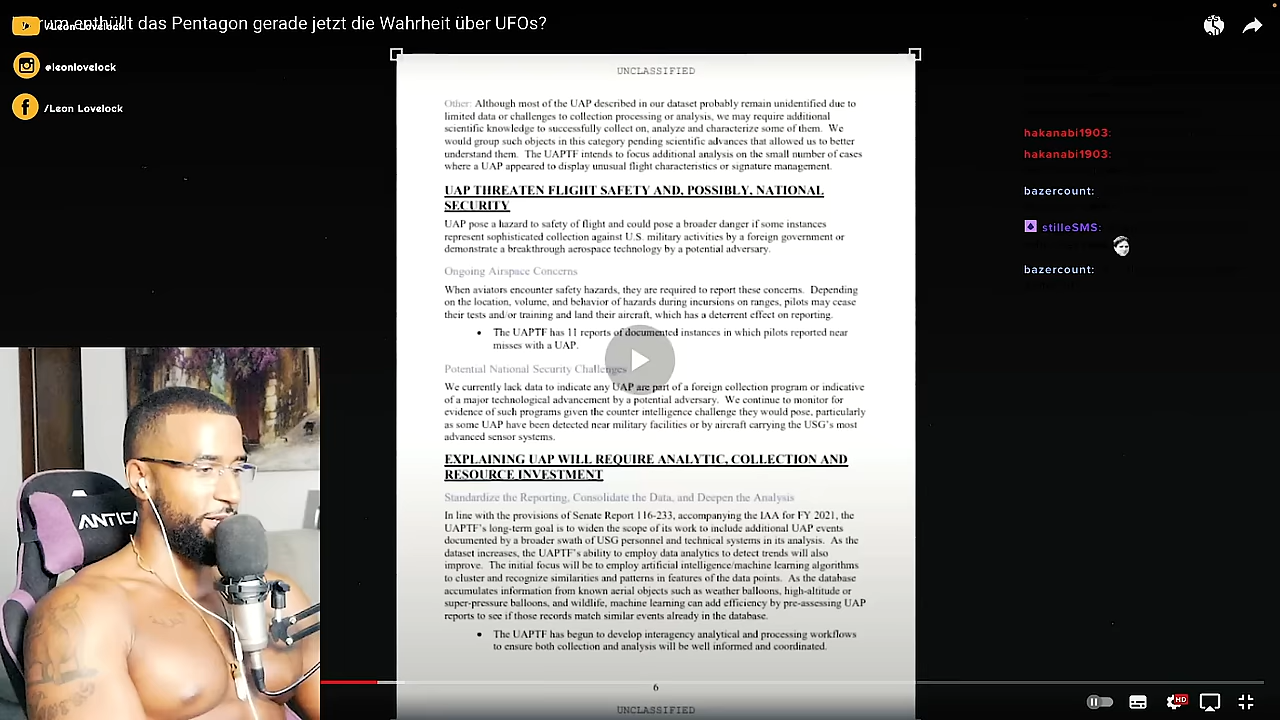 /Leon Lovelock
rum enthüllt das Pentagon gerade jetzt die Wahrheit über UFOs?
@leonlovelock
/Leon Lovelock
UNCLASSIFIED
Other: Although most of the UAP described in our dataset probably remain unidentified due to
limited data or challenges to collection processing or analysis, we may require additional
scientific knowledge to successfully collect on, analyze and characterize some of them. We
would group such objects in this category pending scientific advances that allowed us to better
understand them. The UAPTF intends to focus additional analysis on the small number of cases
where a UAP appeared to display unusual flight characteristics or signature management.
UAP THREATEN FLIGHT SAFETY AND, POSSIBLY, NATIONAL
SECURITY
UAP pose a hazard to safety of flight and could pose a broader danger if some instances
represent sophisticated collection against U.S. military activities by a foreign government or
demonstrate a breakthrough aerospace technology by a potential adversary.
Ongoing Airspace Concerns
When aviators encounter safety hazards, they are required to report these concerns. Depending
on the location, volume, and behavior of hazards during incursions on ranges, pilots may cease
their tests and/or training and land their aircraft, which has a deterrent effect on reporting.
• The UAPTF has 11 reports of documented instances in which pilots reported near
misses with a UAP.
Potential National Security Challenges
We currently lack data to indicate any UAP are part of a foreign collection program or indicative
of a major technological advancement by a potential adversary. We continue to monitor for
evidence of such programs given the counter intelligence challenge they would pose, particularly
as some UAP have been detected near military facilities or by aircraft carrying the USG's most
advanced sensor systems.
EXPLAINING UAP WILL REQUIRE ANALYTIC, COLLECTION AND
RESOURCE INVESTMENT
Standardize the Reporting, Consolidate the Data, and Deepen the Analysis
In line with the provisions of Senate Report 116-233, accompanying the IAA for FY 2021, the
UAPTF's long-term goal is to widen the scope of its work to include additional UAP events
documented by a broader swath of USG personnel and technical systems in its analysis. As the
dataset increases, the UAPTF's ability to employ data analytics to detect trends will also
improve. The initial focus will be to employ artificial intelligence/machine learning algorithms
to cluster and recognize similarities and patterns in features of the data points. As the database
accumulates information from known aerial objects such as weather balloons, high-altitude or
super-pressure balloons, and wildlife, machine learning can add efficiency by pre-assessing UAP
reports to see if those records match similar events already in the database.
• The UAPTF has begun to develop interagency analytical and processing workflows
to ensure both collection and analysis will be well informed and coordinated.
6
UNCLASSIFIED
hakanabi1903:
hakanabi1903:
bazercount:
stilleSMS:
bazercount:
ANTICA
HD